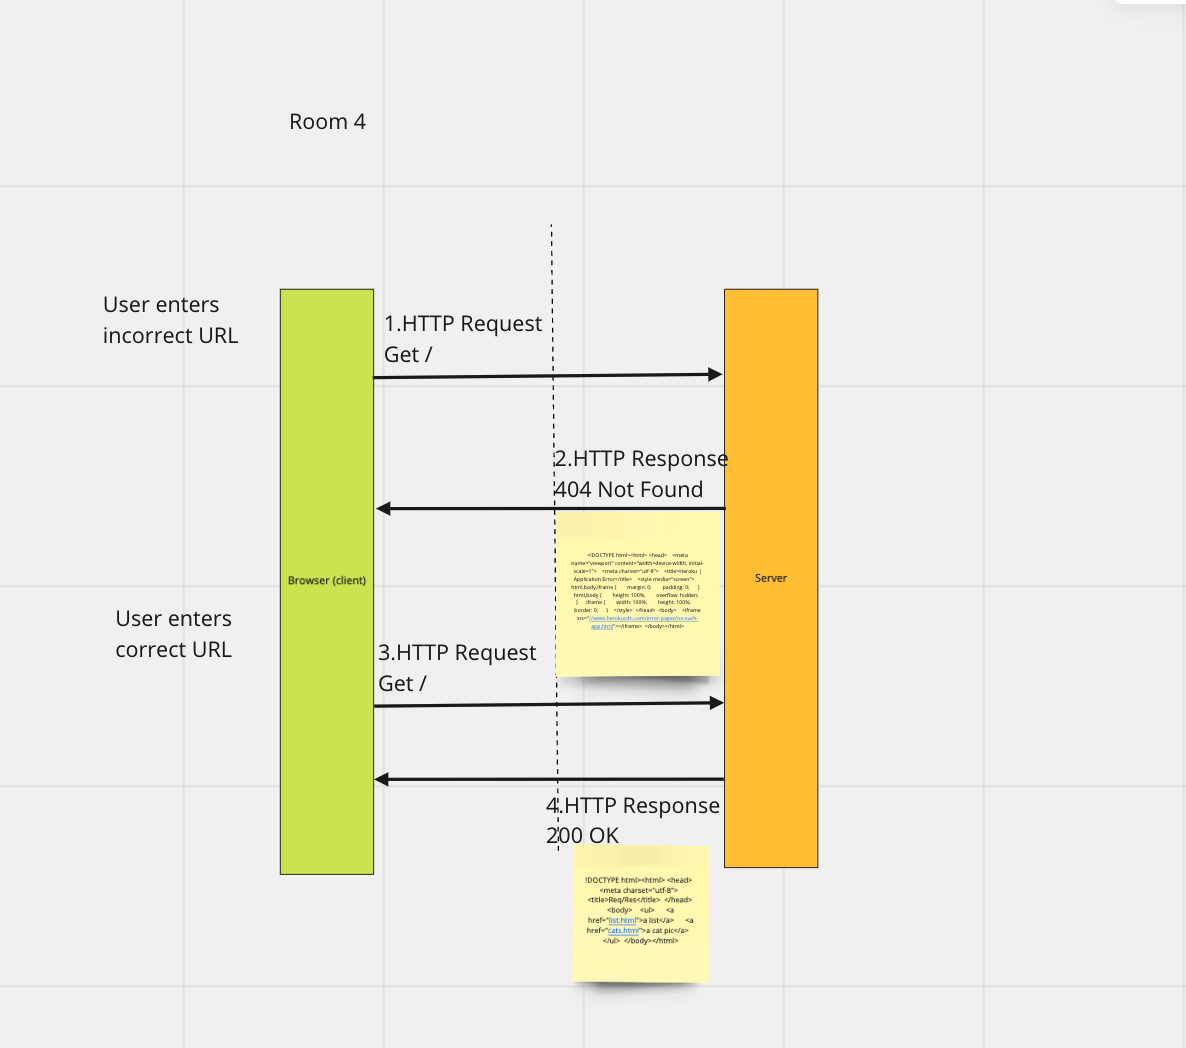 Room 4
User enters
incorrect URL
1.HTTP Request
Get /
2.HTTP Response
404 Not Found
<!DOCTYPE html><html> <head>    <meta
name="viewport" content="width=device-width, initial-
scale=1">    <meta charset="utf-8">    <title>Heroku |
Application Error</title>    <style media="screen">
html,body,iframe {        margin: 0;        padding: 0;      }
html,body {        height: 100%;        overflow: hidden;
}      iframe {        width: 100%;        height: 100%;
border: 0;      }    </style>  </head>  <body>    <iframe
src="//www.herokucdn.com/error-pages/no-such-
app.html"></iframe>  </body></html>
Browser (client)
Server
User enters
correct URL
3.HTTP Request
Get /
4.HTTP Response
200 OK
!DOCTYPE html><html> <head>
<meta charset="utf-8">
<title>Req/Res</title>  </head>
<body>    <ul>      <a
href="list.html">a list</a>      <a
href="cats.html">a cat pic</a>
</ul>  </body></html>